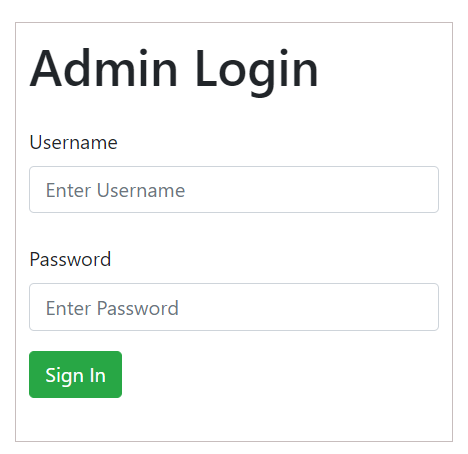 Admin Login
Username
Enter Username
Password
Enter Password
Sign In